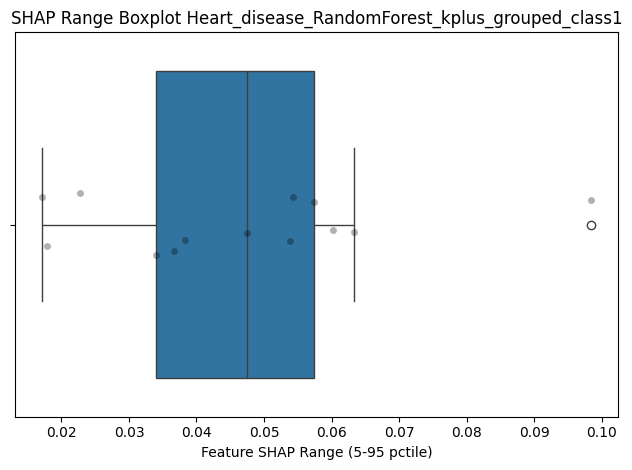 SHAP Range Boxplot Heart_disease_RandomForest_kplus_grouped_class1
0.02 0.03 0.04 0.05 0.06 0.07 0.08 0.09 0.10
Feature SHAP Range (5-95 pctile)